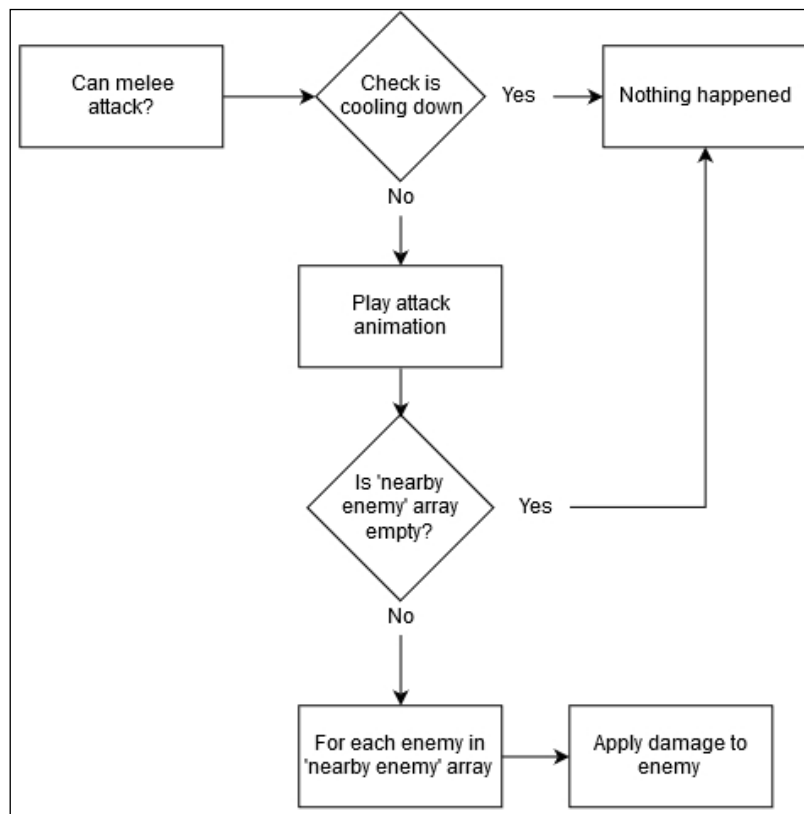 Can melee
attack?
Check is
cooling down
Yes
Nothing happened
No
Play attack
animation
Is 'nearby
enemy' array
empty?
Yes
No
For each enemy in
'nearby enemy' array
Apply damage to
enemy